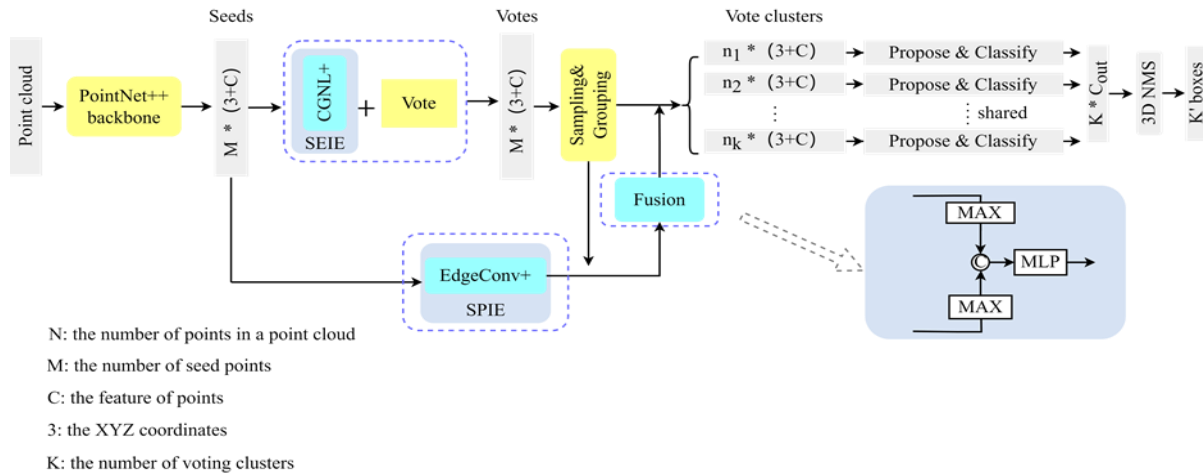 Seeds
Votes
Vote clusters
Point cloud
PointNet++
backbone
M * (3+C)
CGNL+
SEIE
+
Vote
M * (3+C)
Sampling&
Grouping
n1 * (3+C)
Propose & Classify
n2 * (3+C)
Propose & Classify
⋮
⋮ shared
nk * (3+C)
Propose & Classify
K * Cout
3D NMS
K' boxes
Fusion
EdgeConv+
SPIE
MAX
C
MLP
MAX
N: the number of points in a point cloud
M: the number of seed points
C: the feature of points
3: the XYZ coordinates
K: the number of voting clusters